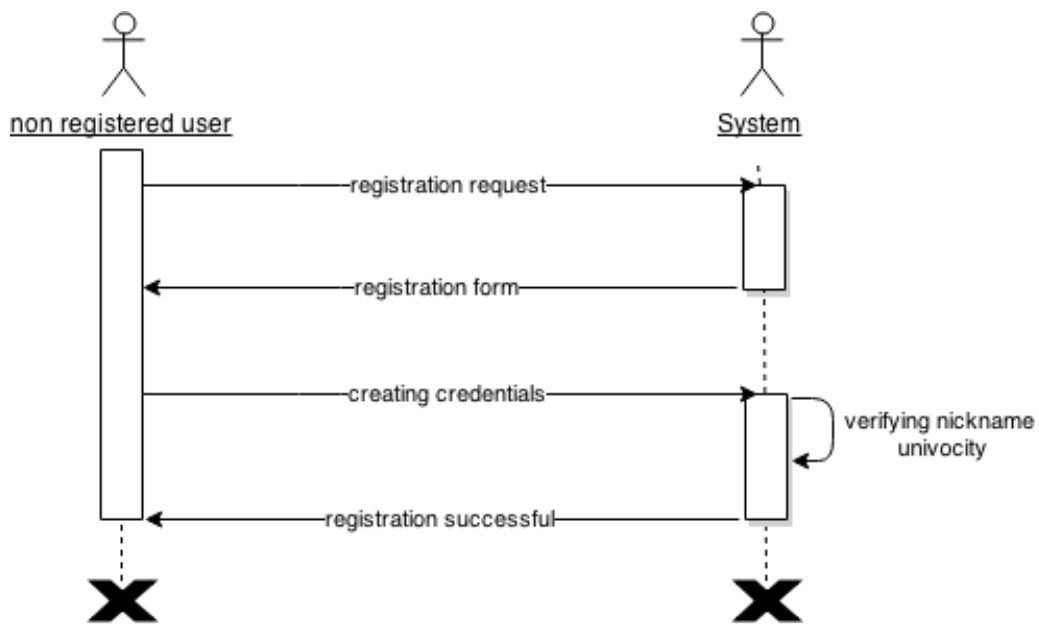 non registered user
System
registration request
registration form
creating credentials
verifying nickname
univocity
registration successful